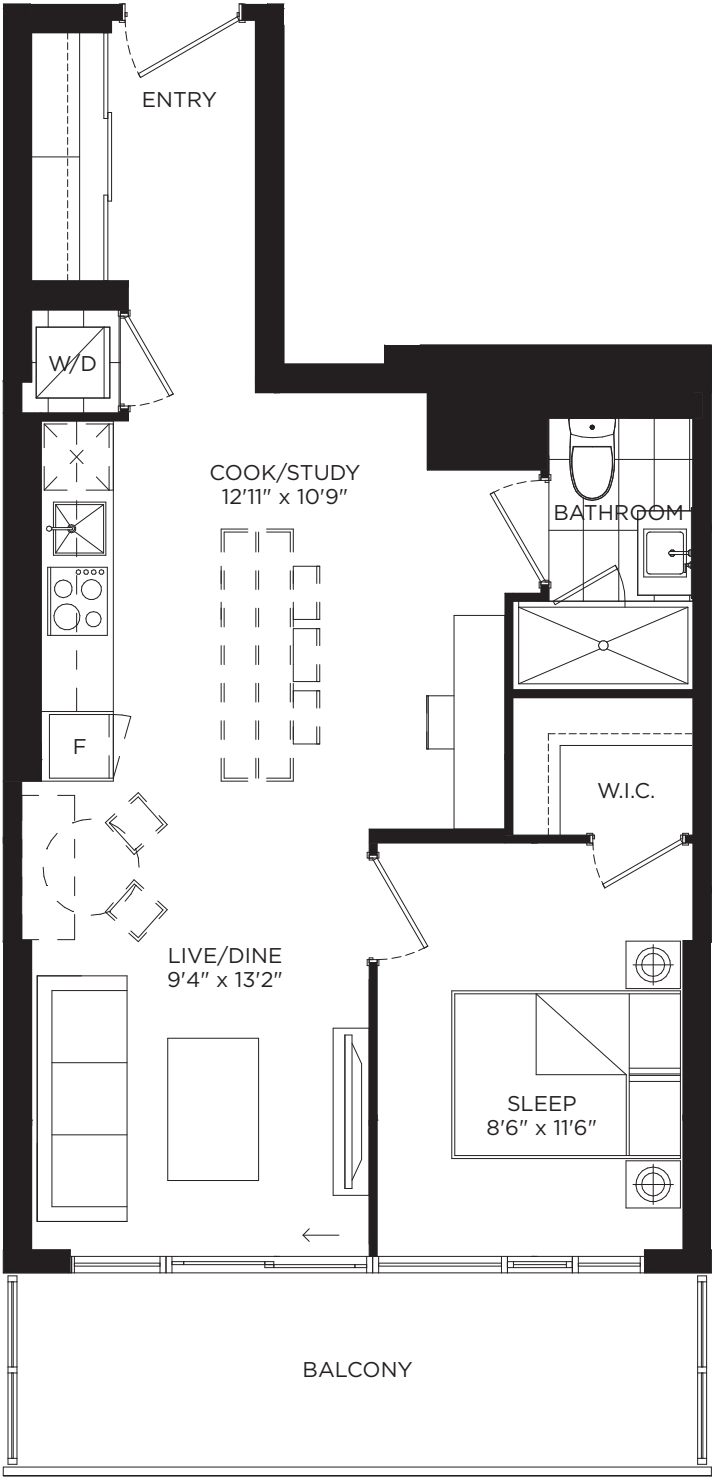 ENTRY
W/D
COOK/STUDY
12'11" x 10'9"
BATHROOM
F
W.I.C.
LIVE/DINE
9'4" x 13'2"
SLEEP
8'6" x 11'6"
BALCONY